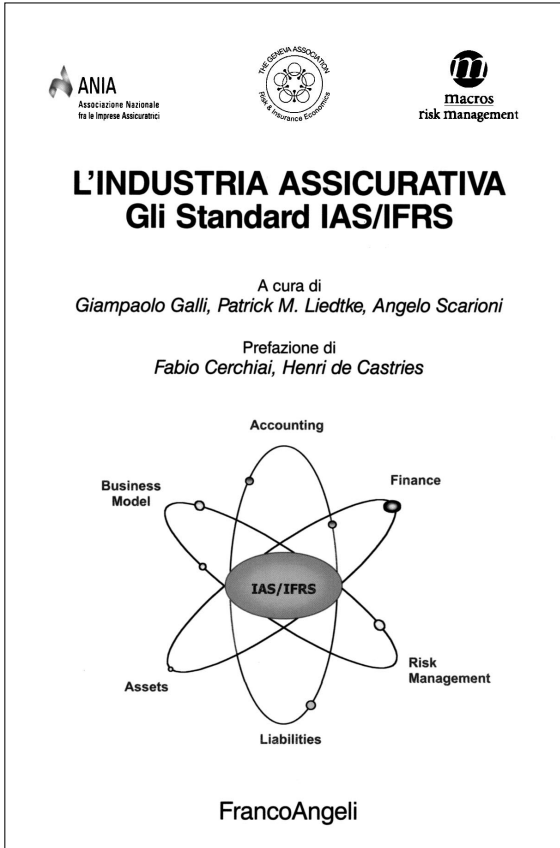 ANIA
Associazione Nazionale
fra le Imprese Assicuratrici
THE GENEVA ASSOCIATION
Risk & Insurance Economics
m
macros
risk management
L'INDUSTRIA ASSICURATIVA
Gli Standard IAS/IFRS
A cura di
Giampaolo Galli, Patrick M. Liedtke, Angelo Scarioni
Prefazione di
Fabio Cerchiai, Henri de Castries
Accounting
Business
Model
Finance
IAS/IFRS
Assets
Risk
Management
Liabilities
FrancoAngeli